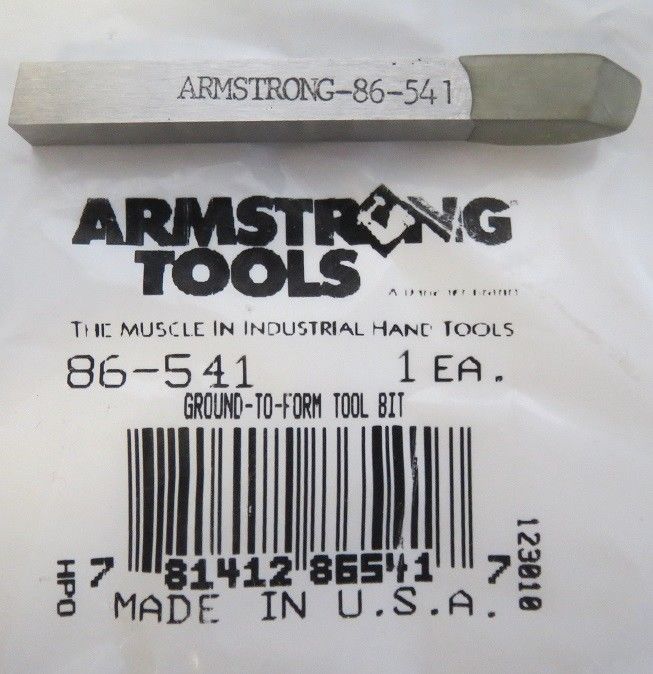 ARMSTRONG-86-541
ARMSTRONG
TOOLS
THE MUSCLE IN INDUSTRIAL HAND TOOLS
86-541 1 EA.
GROUND-TO-FORM TOOL BIT
7 81412 86541 7
HPO
123010
MADE IN U.S.A.